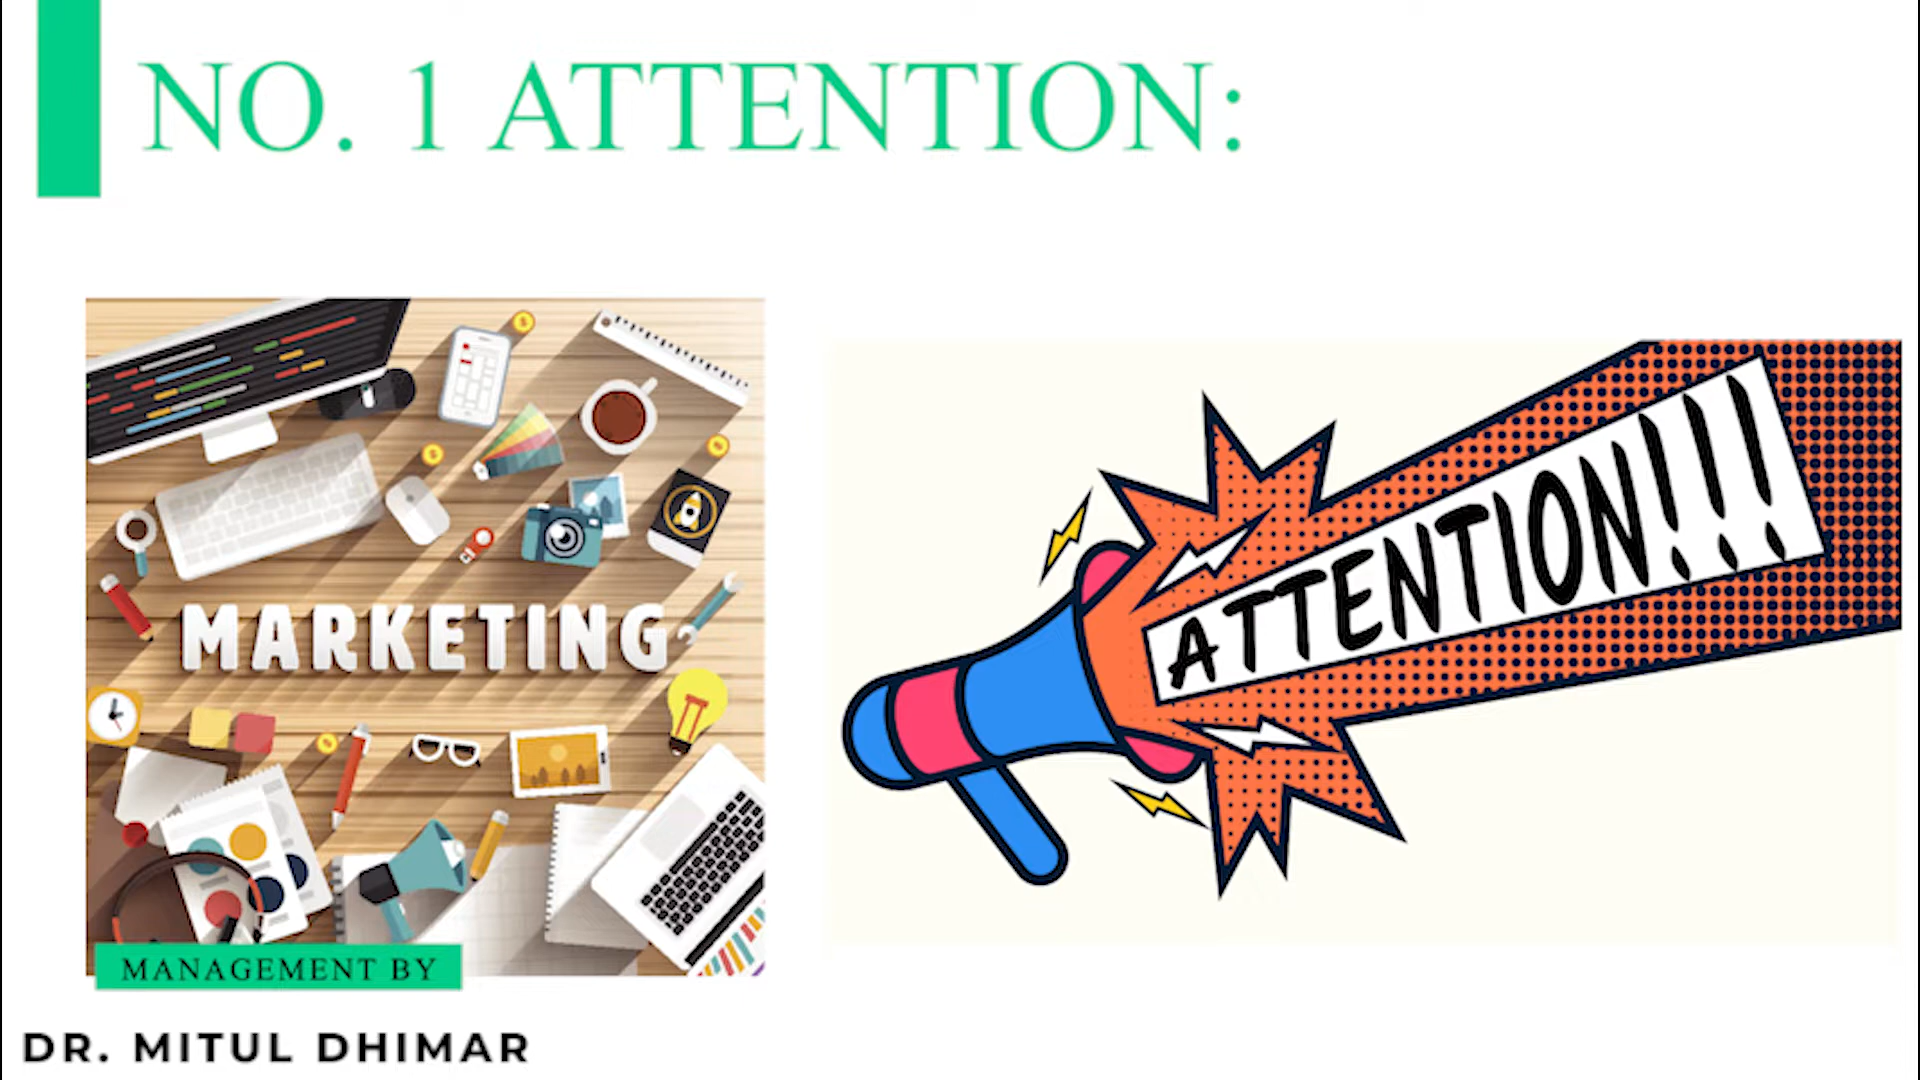 NO. 1 ATTENTION:
MARKETING
ATTENTION!!!
MANAGEMENT BY
DR. MITUL DHIMAR